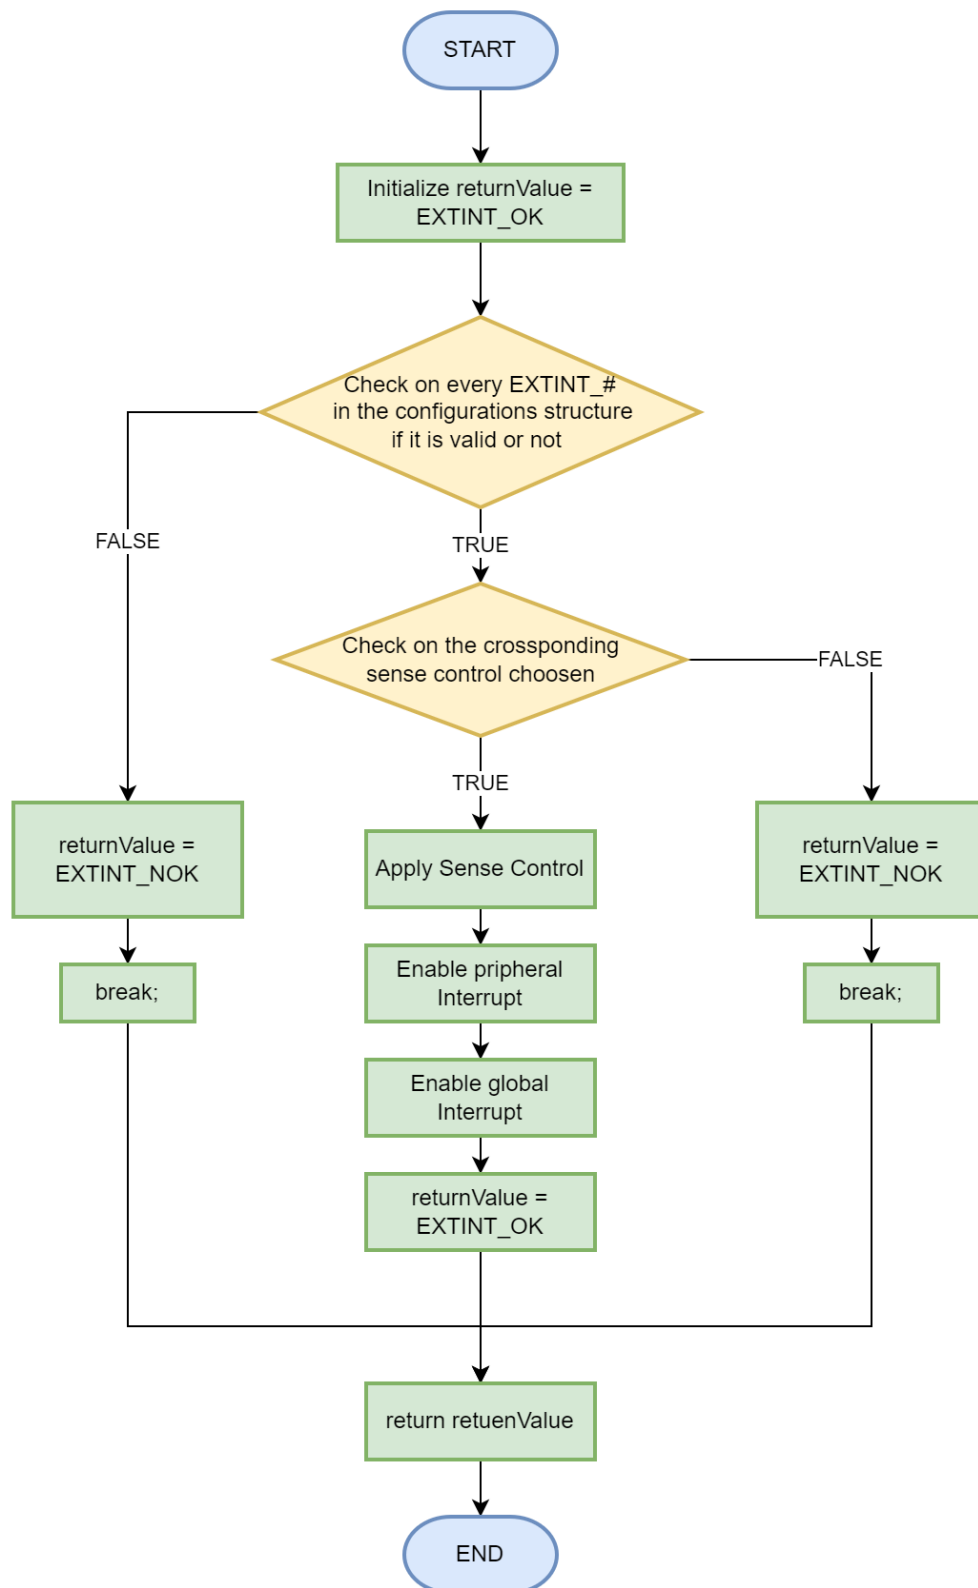 START
Initialize returnValue =
EXTINT_OK
Check on every EXTINT_#
in the configurations structure
if it is valid or not
FALSE
TRUE
Check on the crossponding
sense control choosen
FALSE
TRUE
returnValue =
EXTINT_NOK
break;
Apply Sense Control
Enable pripheral
Interrupt
Enable global
Interrupt
returnValue =
EXTINT_OK
returnValue =
EXTINT_NOK
break;
return retuenValue
END